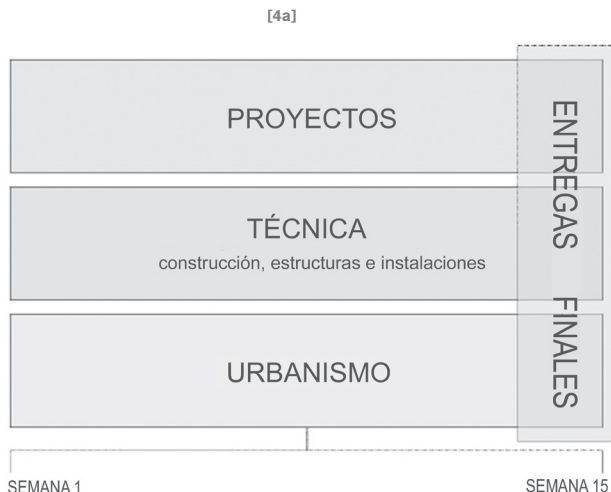 [4a]
PROYECTOS
TÉCNICA
construcción, estructuras e instalaciones
URBANISMO
ENTREGAS FINALES
SEMANA 1
SEMANA 15